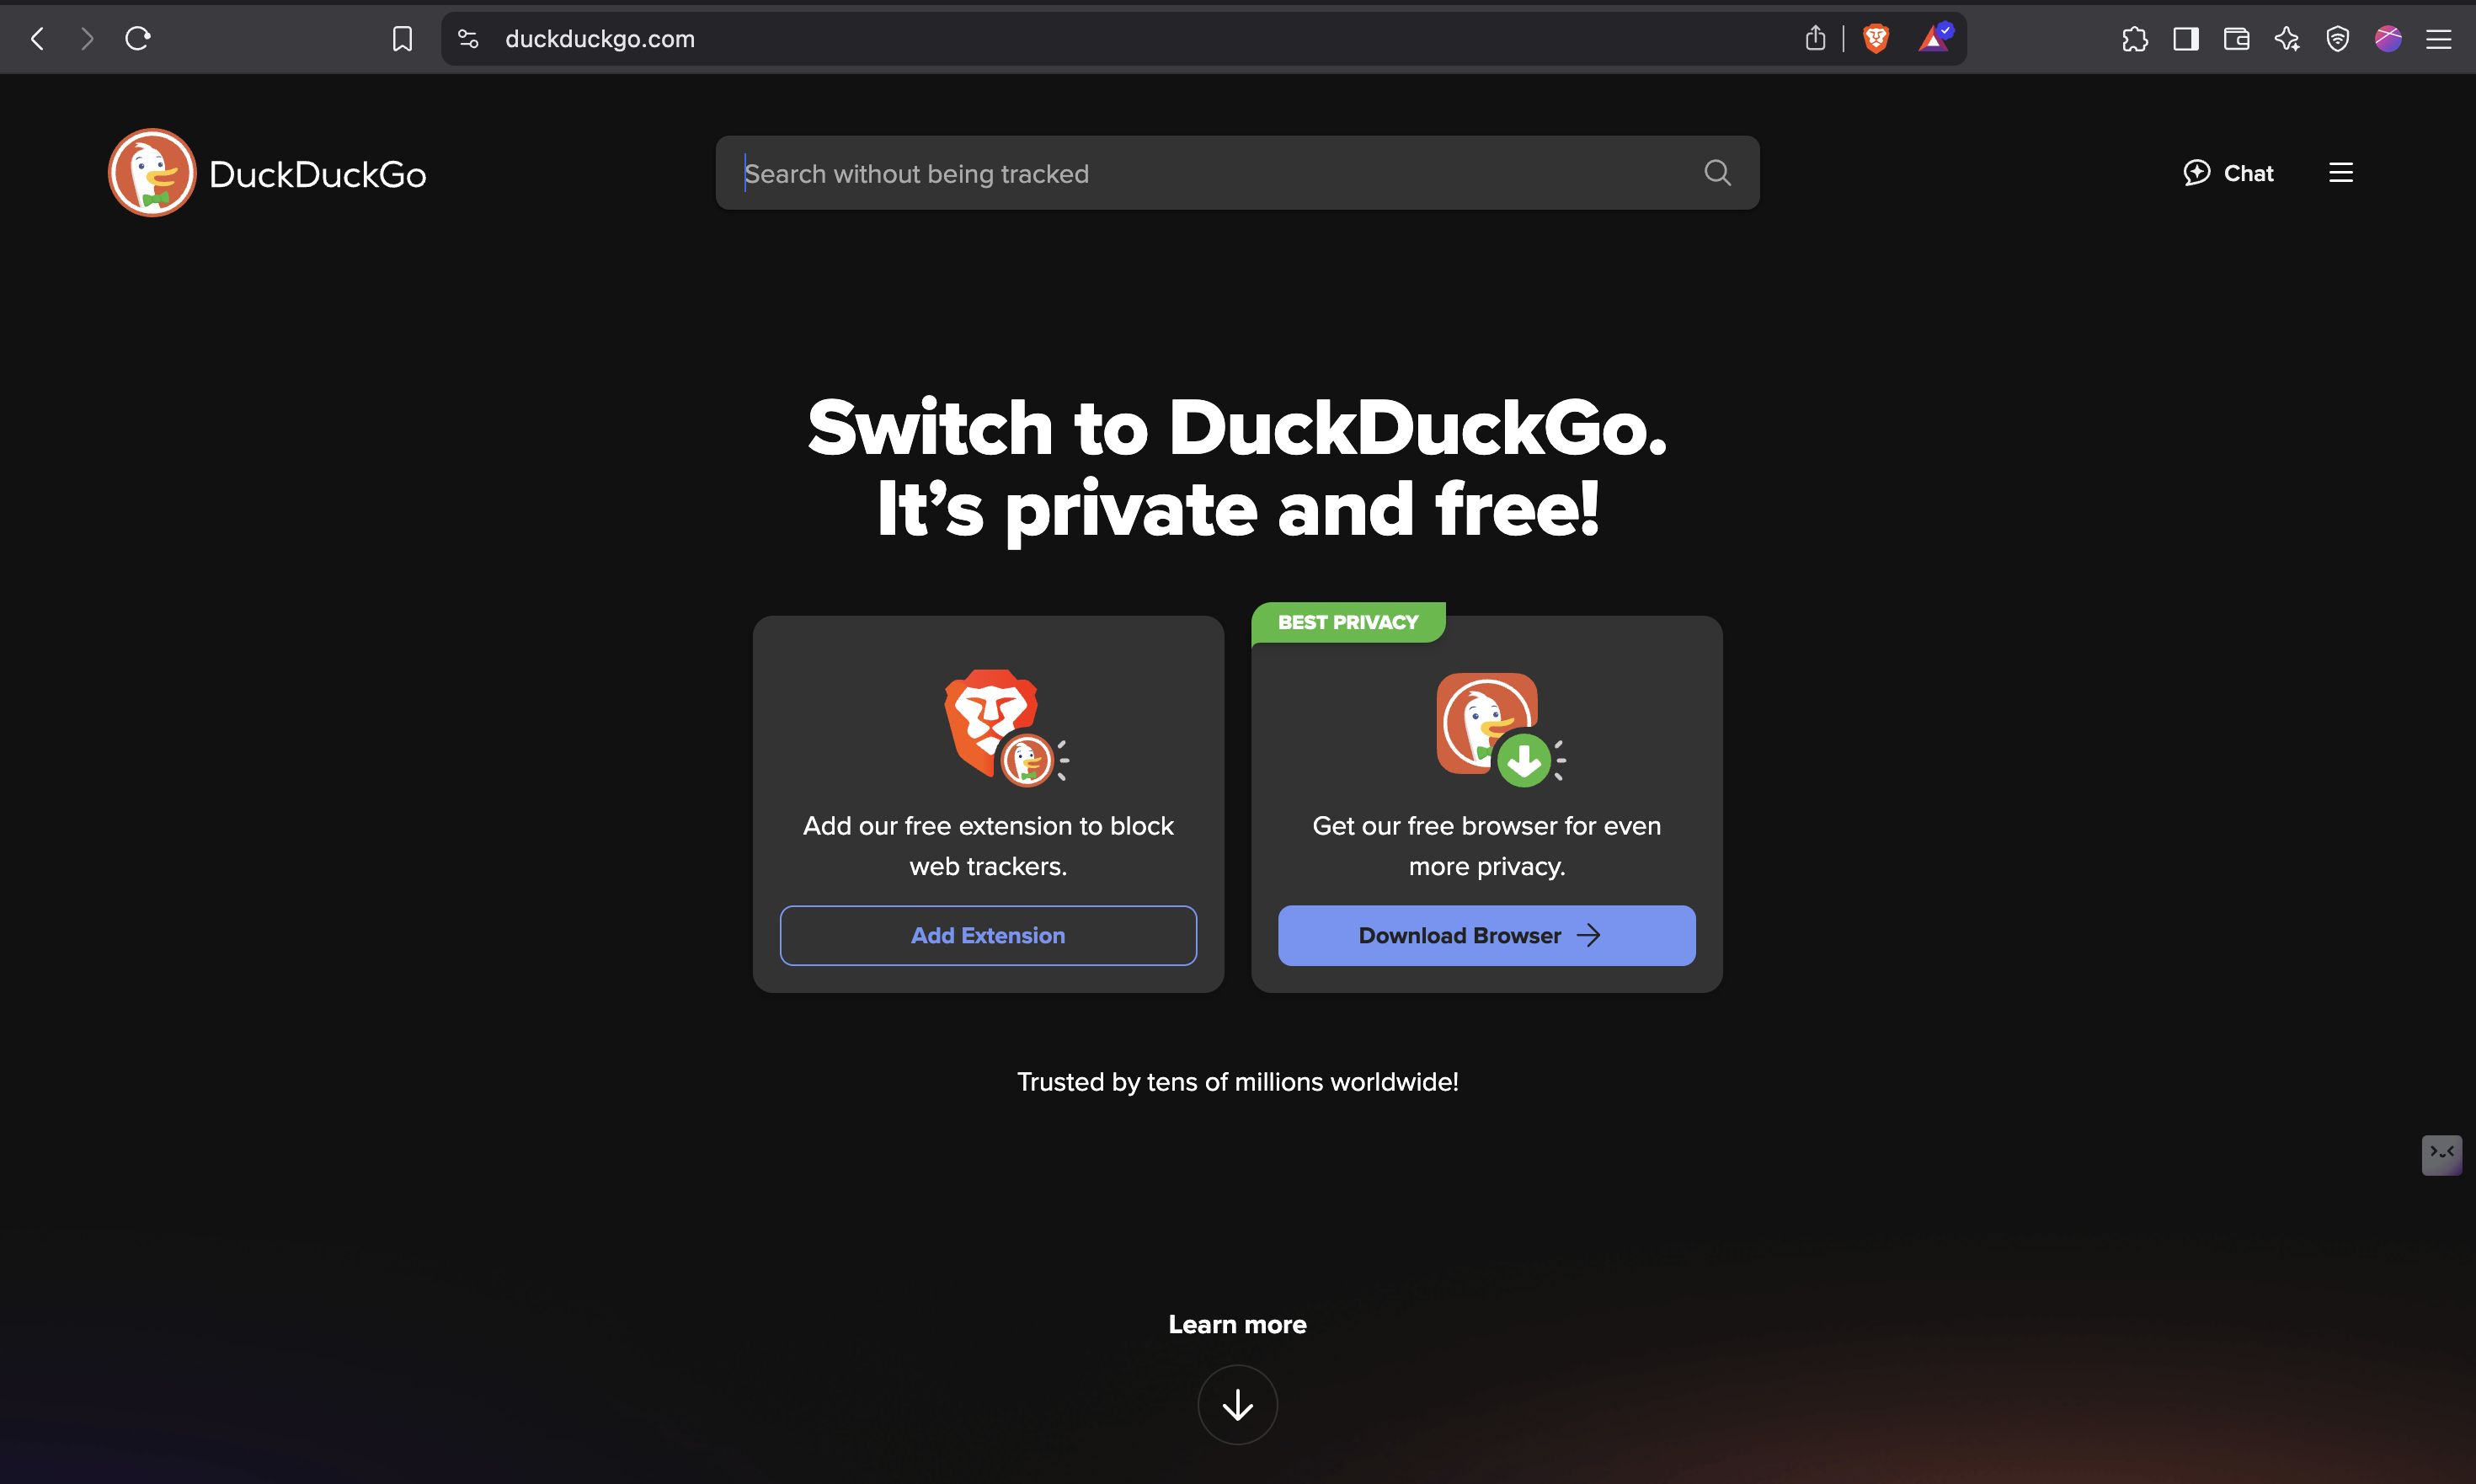 duckduckgo.com
DuckDuckGo
Search without being tracked
Chat
Switch to DuckDuckGo.
It’s private and free!
Add our free extension to block
web trackers.
Add Extension
BEST PRIVACY
Get our free browser for even
more privacy.
Download Browser
Trusted by tens of millions worldwide!
Learn more